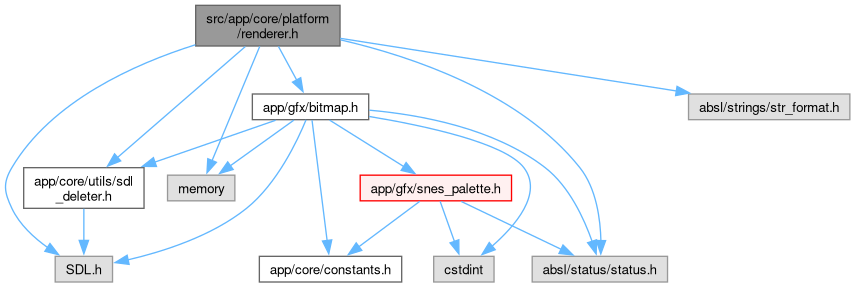 src/app/core/platform
/renderer.h
app/gfx/bitmap.h
absl/strings/str_format.h
app/core/utils/sdl
_deleter.h
memory
app/gfx/snes_palette.h
SDL.h
app/core/constants.h
cstdint
absl/status/status.h